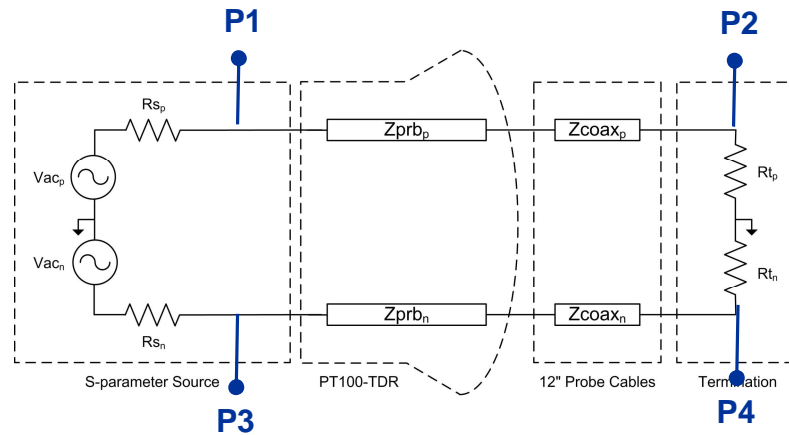 P1
P2
Rsp
Zprbp
Zcoaxp
Vacp
Rtp
Vacn
Rtn
Zprbn
Zcoaxn
Rsn
S-parameter Source
PT100-TDR
12" Probe Cables
Termination
P3
P4